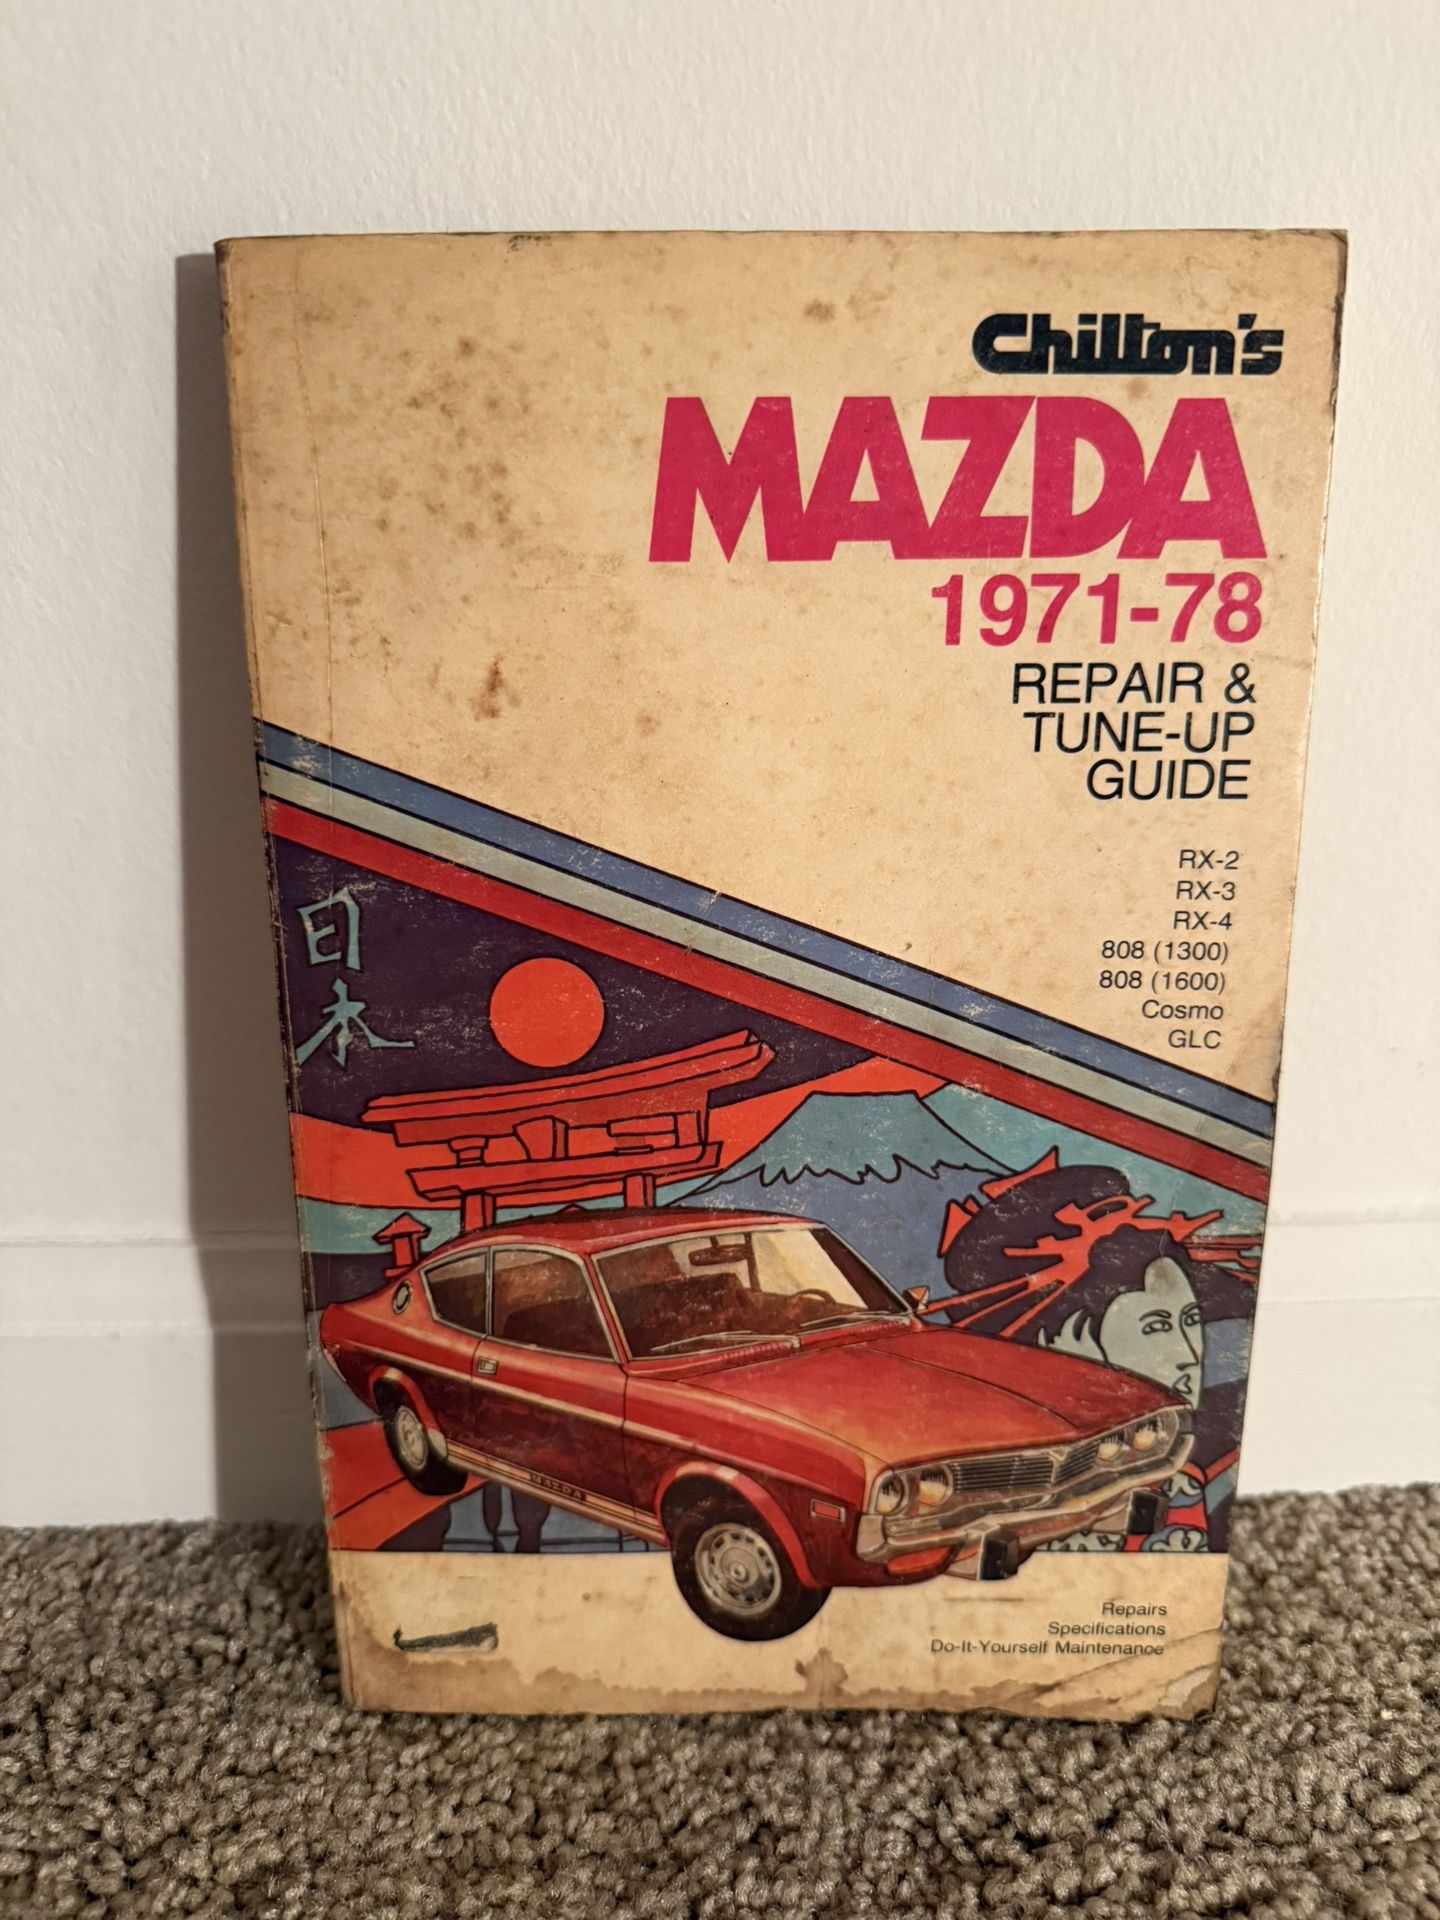 Chilton's
MAZDA
1971-78
REPAIR &
TUNE-UP
GUIDE
RX-2
RX-3
RX-4
808 (1300)
808 (1600)
Cosmo
GLC
日
本
MAZDA
Repairs
Specifications
Do-It-Yourself Maintenance